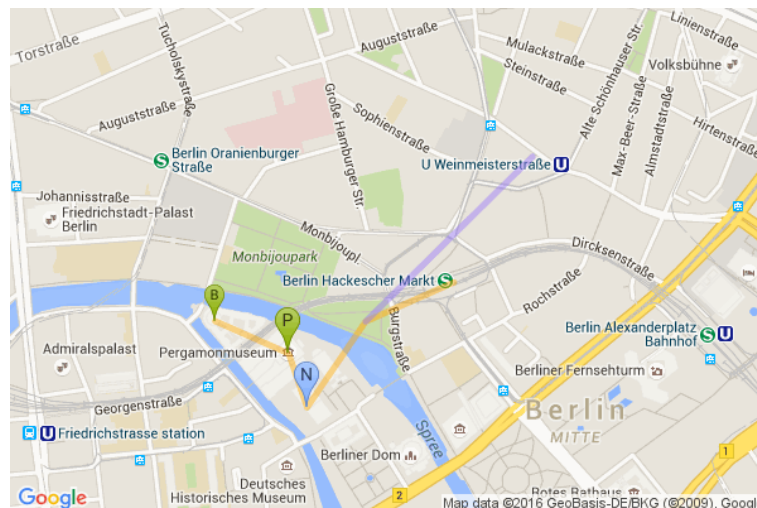 Torstraße
Tucholskystraße
Auguststraße
Linienstraße
Mulackstraße
Steinstraße
Alte Schönhauser Str.
Volksbühne
Auguststraße
Große Hamburger Str.
Sophienstraße
Max-Beer-Straße
Almstadtstraße
Hirtenstraße
Berlin Oranienburger
Straße
S
U Weinmeisterstraße
U
Johannisstraße
Friedrichstadt-Palast
Berlin
Monbijoupl.
Monbijoupark
Dircksenstraße
Berlin Hackescher Markt
S
Rochstraße
B
P
Burgstraße
Berlin Alexanderplatz
Bahnhof
S
U
Admiralspalast
Pergamonmuseum
N
Berliner Fernsehturm
Georgenstraße
Berlin
MITTE
U
Friedrichstrasse station
Spree
Berliner Dom
1
Deutsches
Historisches Museum
2
Rotes Rathaus
Google
Map data ©2016 GeoBasis-DE/BKG (©2009), Googl